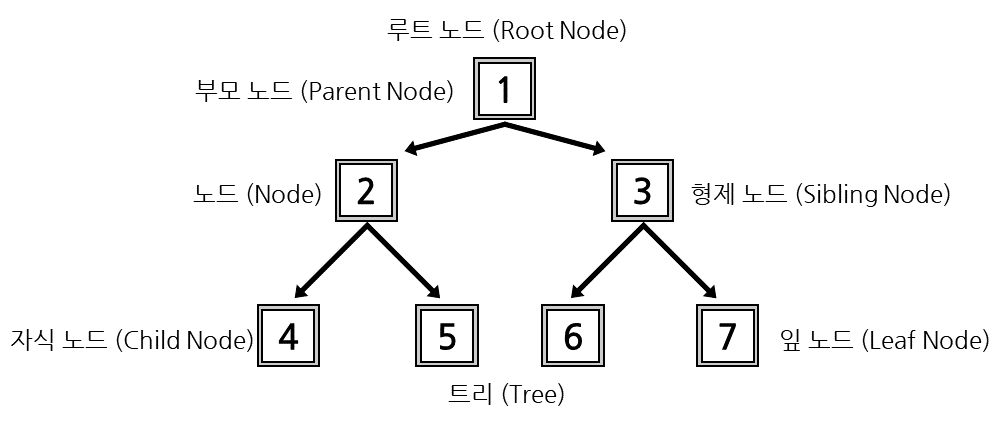 루트 노드 (Root Node)
부모 노드 (Parent Node)
1
노드 (Node)
2
3
형제 노드 (Sibling Node)
자식 노드 (Child Node)
4
5
6
7
잎 노드 (Leaf Node)
트리 (Tree)